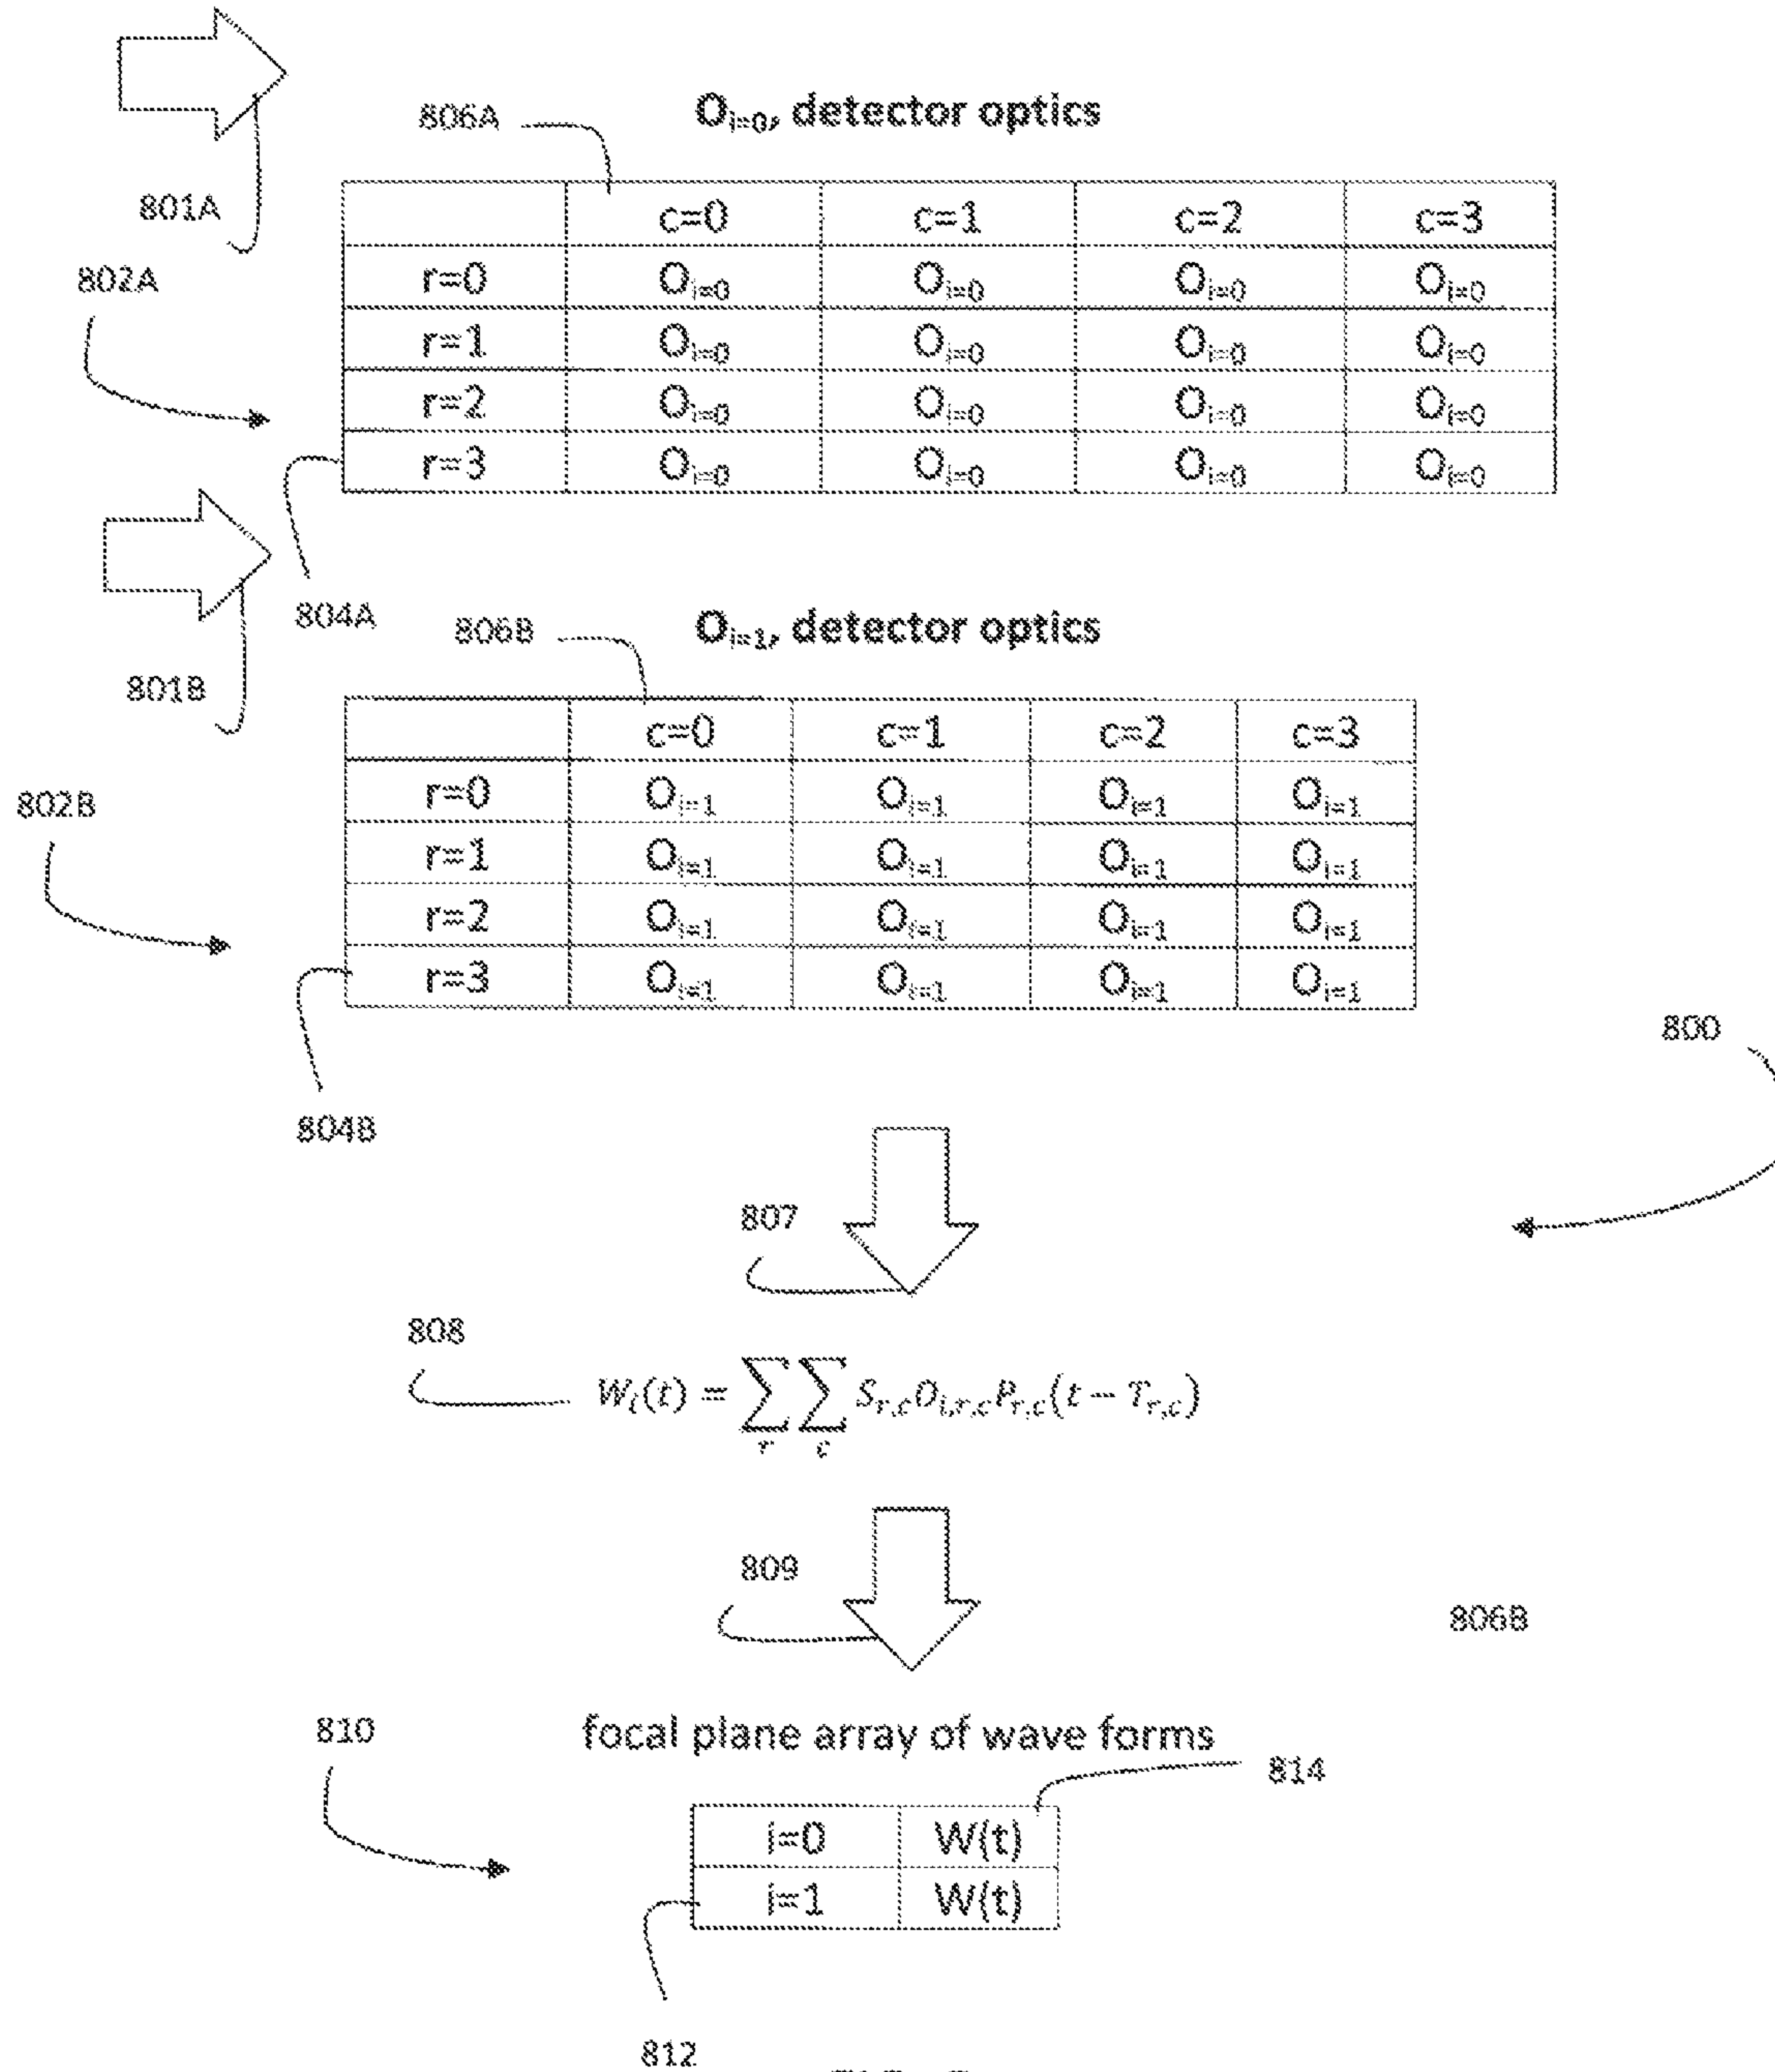 806A O_{i=0}, detector optics
801A
802A
c=0 c=1 c=2 c=3
r=0 O_{i=0} O_{i=0} O_{i=0} O_{i=0}
r=1 O_{i=0} O_{i=0} O_{i=0} O_{i=0}
r=2 O_{i=0} O_{i=0} O_{i=0} O_{i=0}
r=3 O_{i=0} O_{i=0} O_{i=0} O_{i=0}
804A
801B
806B O_{i=1}, detector optics
802B
c=0 c=1 c=2 c=3
r=0 O_{i=1} O_{i=1} O_{i=1} O_{i=1}
r=1 O_{i=1} O_{i=1} O_{i=1} O_{i=1}
r=2 O_{i=1} O_{i=1} O_{i=1} O_{i=1}
r=3 O_{i=1} O_{i=1} O_{i=1} O_{i=1}
800
804B
807
808
W_i(t) = ∑_r ∑_c S_{r,c}O_{i,r,c}P_{r,c}(t − T_{r,c})
809
806B
810 focal plane array of wave forms
814
i=0 W(t)
i=1 W(t)
812